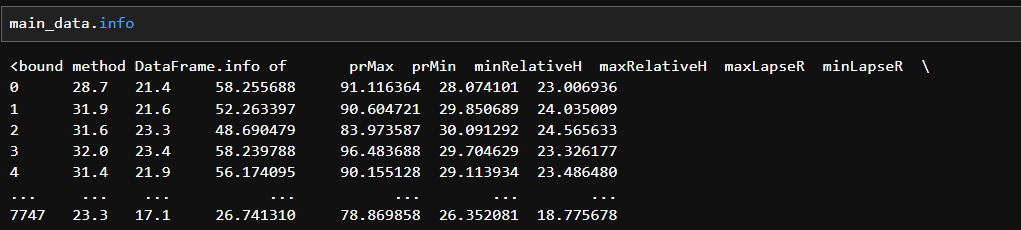 main_data.info
<bound method DataFrame.info of      prMax  prMin  minRelativeH  maxRelativeH  maxLapseR  minLapseR  \
0     28.7  21.4     58.255688     91.116364  28.074101  23.006936
1     31.9  21.6     52.263397     90.604721  29.850689  24.035009
2     31.6  23.3     48.690479     83.973587  30.091292  24.565633
3     32.0  23.4     58.239788     96.483688  29.704629  23.326177
4     31.4  21.9     56.174095     90.155128  29.113934  23.486480
...    ...   ...           ...           ...        ...        ...
7747  23.3  17.1     26.741310     78.869858  26.352081  18.775678